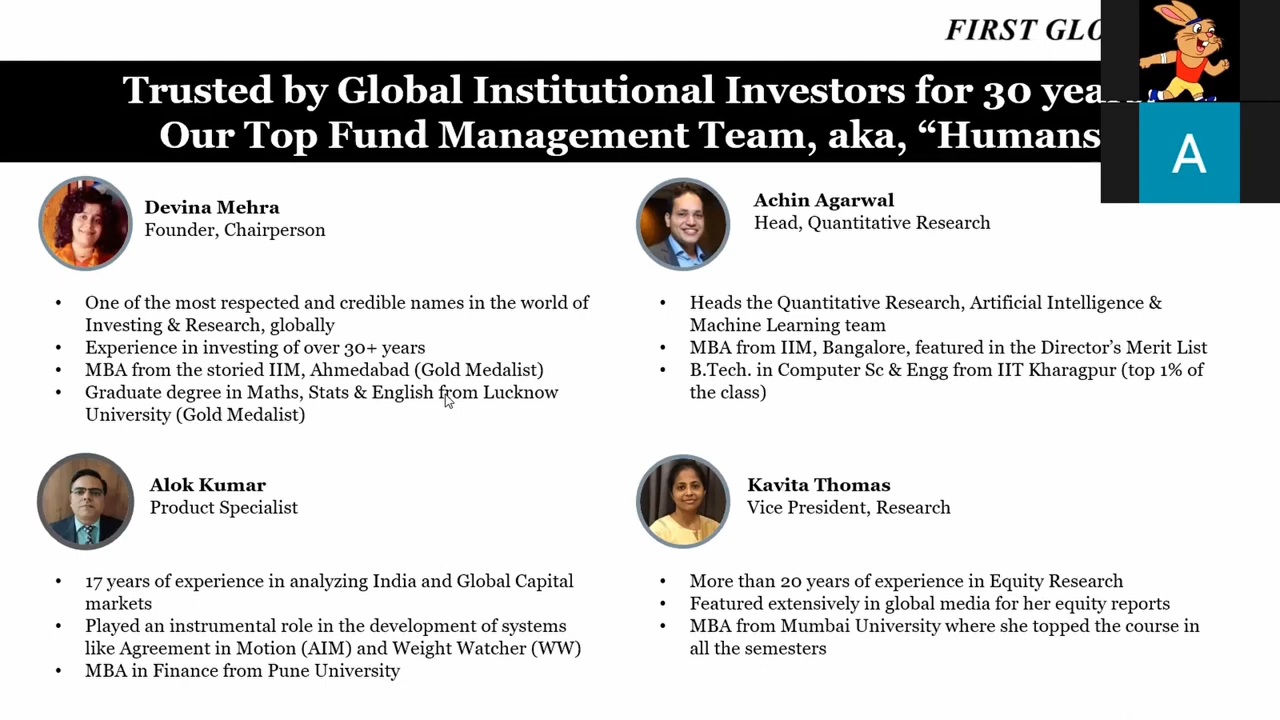 FIRST
Trusted by Global Institutional Investors for 30
Our Top Fund Management Team, aka, “Humans
A
Devina Mehra
Founder, Chairperson
• One of the most respected and credible names in the world of
Investing & Research, globally
• Experience in investing of over 30+ years
• MBA from the storied IIM, Ahmedabad (Gold Medalist)
• Graduate degree in Maths, Stats & English from Lucknow
University (Gold Medalist)
Achin Agarwal
Head, Quantitative Research
• Heads the Quantitative Research, Artificial Intelligence &
Machine Learning team
• MBA from IIM, Bangalore, featured in the Director’s Merit List
• B.Tech. in Computer Sc & Engg from IIT Kharagpur (top 1% of
the class)
Alok Kumar
Product Specialist
• 17 years of experience in analyzing India and Global Capital
markets
• Played an instrumental role in the development of systems
like Agreement in Motion (AIM) and Weight Watcher (WW)
• MBA in Finance from Pune University
Kavita Thomas
Vice President, Research
• More than 20 years of experience in Equity Research
• Featured extensively in global media for her equity reports
• MBA from Mumbai University where she topped the course in
all the semesters